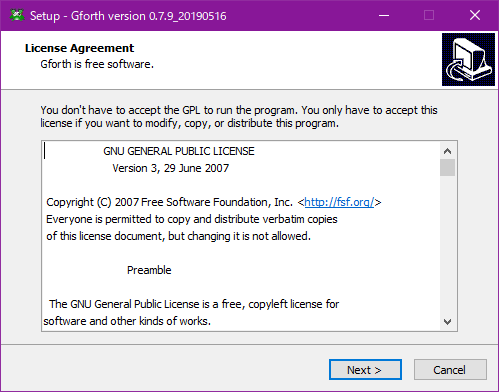 Setup - Gforth version 0.7.9_20190516
License Agreement
Gforth is free software.
You don't have to accept the GPL to run the program. You only have to accept this
license if you want to modify, copy, or distribute this program.
GNU GENERAL PUBLIC LICENSE
Version 3, 29 June 2007
Copyright (C) 2007 Free Software Foundation, Inc. <http://fsf.org/>
Everyone is permitted to copy and distribute verbatim copies
of this license document, but changing it is not allowed.
Preamble
The GNU General Public License is a free, copyleft license for
software and other kinds of works.
Next >
Cancel